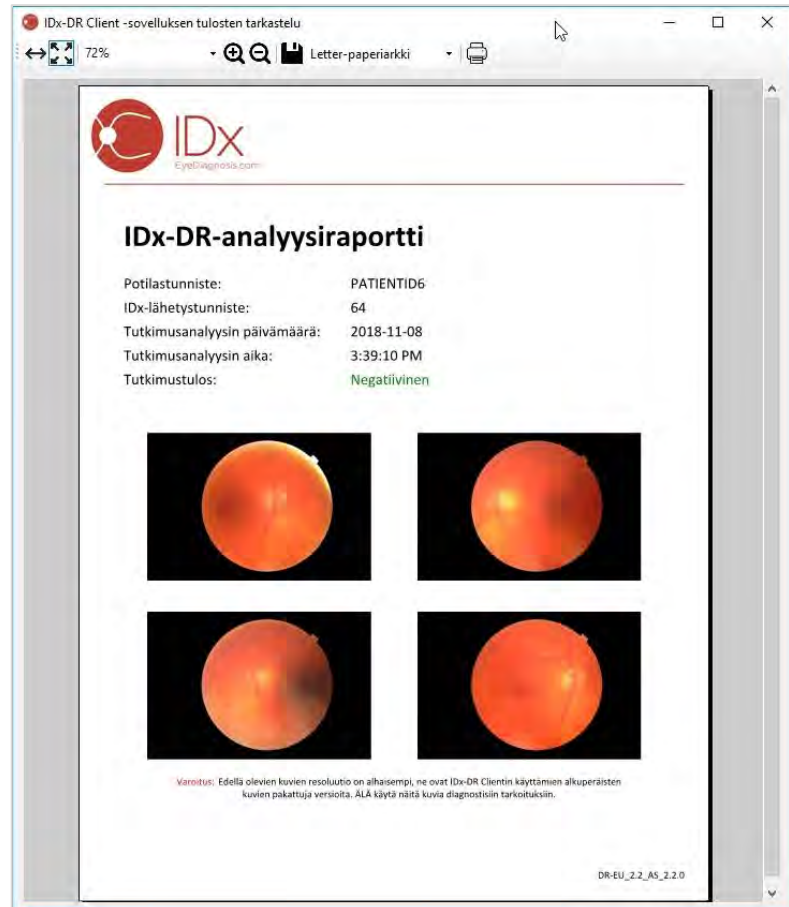 IDx-DR Client -sovelluksen tulosten tarkastelu
72%
Letter-paperiarkki
IDx
EyeDiagnosis.com
IDx-DR-analyysiraportti
Potilastunniste: PATIENTID6
IDx-lähetystunniste: 64
Tutkimusanalyysin päivämäärä: 2018-11-08
Tutkimusanalyysin aika: 3:39:10 PM
Tutkimustulos: Negatiivinen
Varoitus: Edellä olevien kuvien resoluutio on alhaisempi, ne ovat IDx-DR Clientin käyttämien alkuperäisten
kuvien pakattuja versioita. ÄLÄ käytä näitä kuvia diagnostisiin tarkoituksiin.
DR-EU_2.2_AS_2.2.0